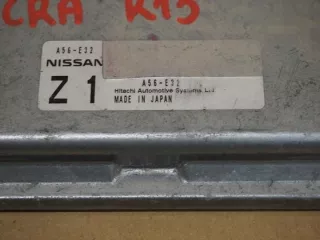 CRA K13
A56-E32
NISSAN
Z 1
A56-E32
Hitachi Automotive Systems Ltd
MADE IN JAPAN